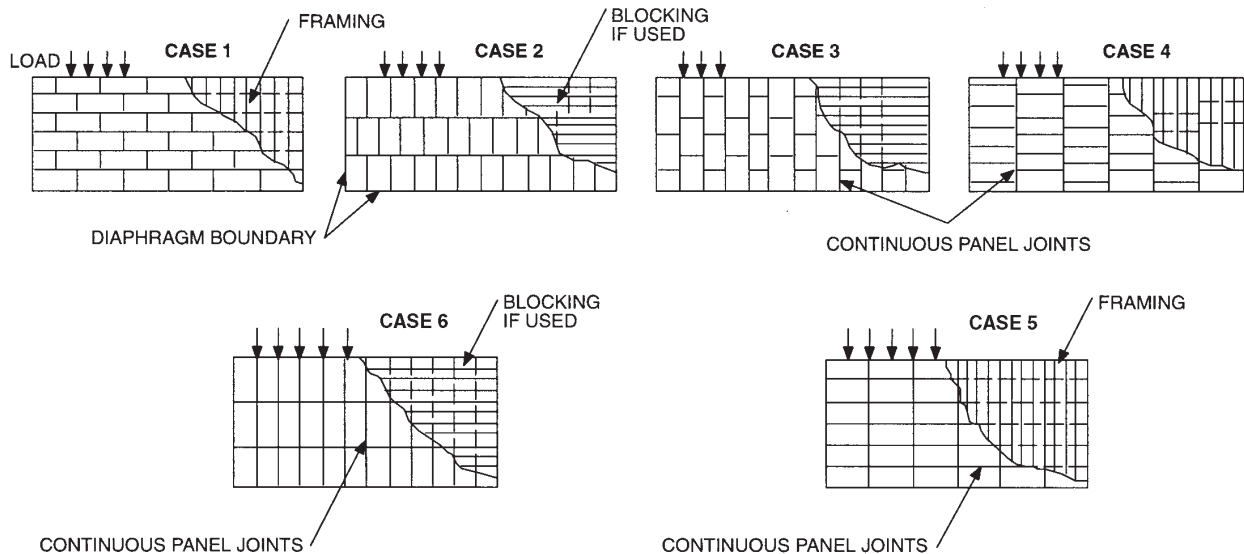 FRAMING
BLOCKING
IF USED
LOAD
CASE 1
CASE 2
CASE 3
CASE 4
DIAPHRAGM BOUNDARY
CONTINUOUS PANEL JOINTS
BLOCKING
IF USED
CASE 6
FRAMING
CASE 5
CONTINUOUS PANEL JOINTS
CONTINUOUS PANEL JOINTS